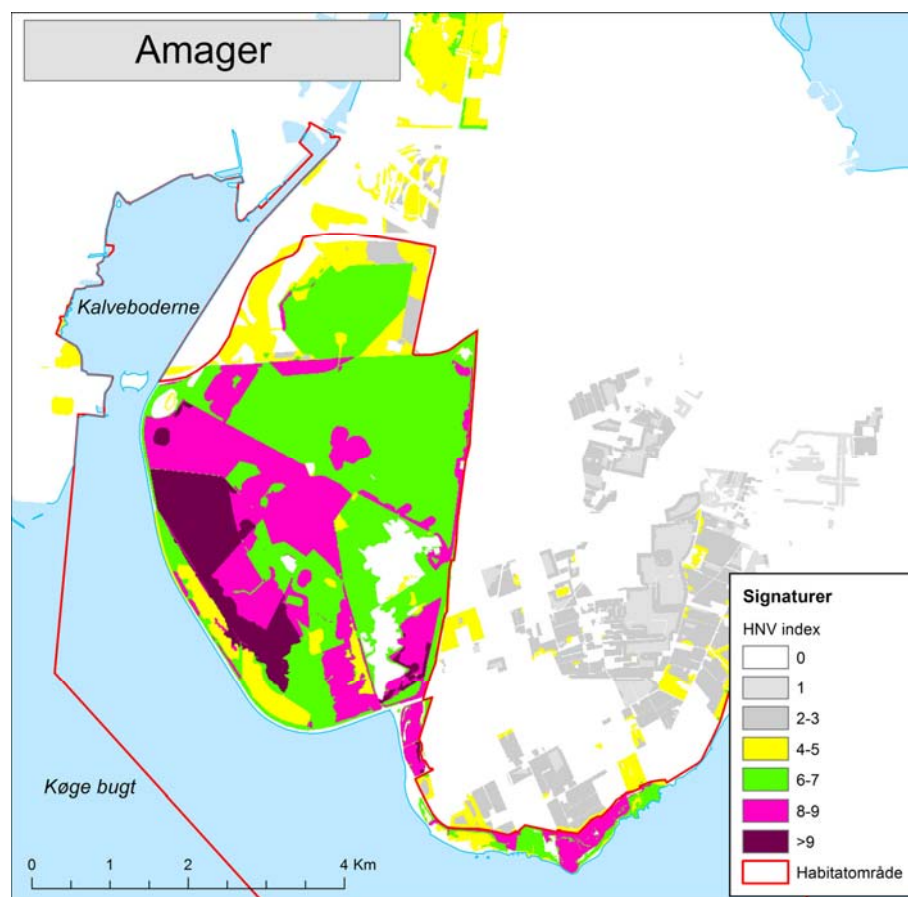 Amager
Kalveboderne
Køge bugt
0 1 2 4 Km
Signaturer
HNV index
0
1
2-3
4-5
6-7
8-9
>9
Habitatområde